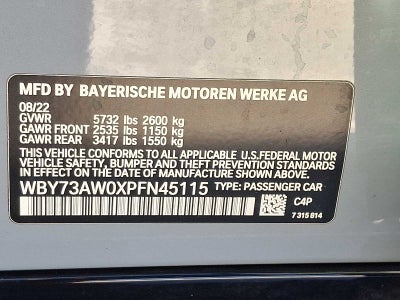 MFD BY BAYERISCHE MOTOREN WERKE AG
08/22
GVWR 5732 lbs 2600 kg
GAWR FRONT 2535 lbs 1150 kg
GAWR REAR 3417 lbs 1550 kg
THIS VEHICLE CONFORMS TO ALL APPLICABLE U.S.FEDERAL MOTOR
VEHICLE SAFETY, BUMPER, AND THEFT PREVENTION STANDARDS IN
EFFECT ON THE DATE OF MANUFACTURE SHOWN ABOVE.
WBY73AW0XPFN45115 TYPE: PASSENGER CAR
C4P
7 315 614